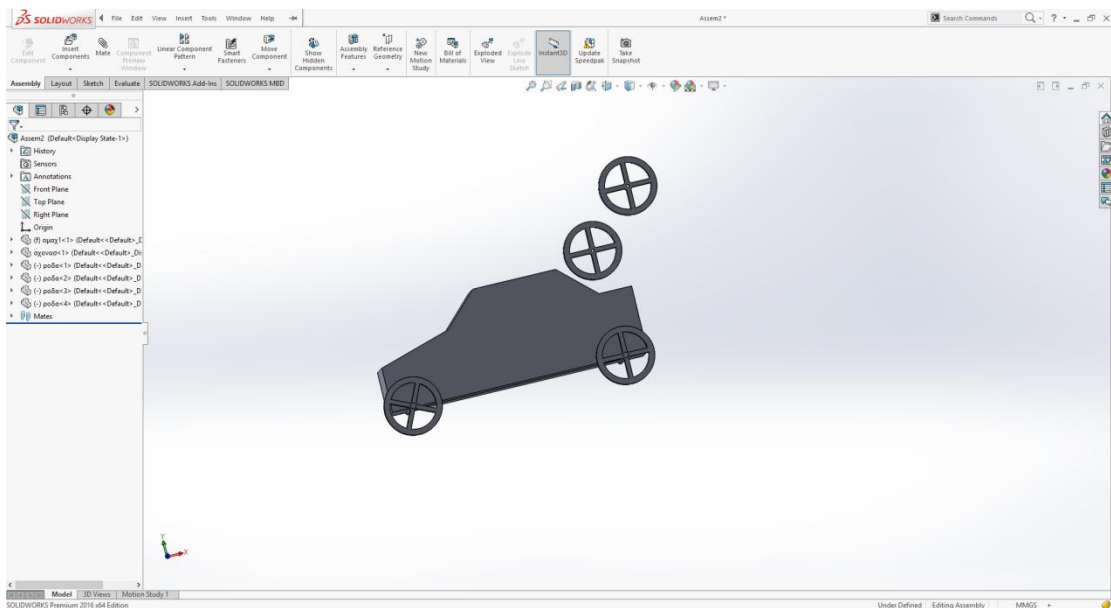 SOLIDWORKS File Edit View Insert Tools Window Help Assem2 * Search Commands
Edit Component
Insert Components
Mate
Component Preview Window
Linear Component Pattern
Smart Fasteners
Move Component
Show Hidden Components
Assembly Features
Reference Geometry
New Motion Study
Bill of Materials
Exploded View
Explode Line Sketch
Instant3D
Update Speedpak
Take Snapshot
Assembly Layout Sketch Evaluate SOLIDWORKS Add-Ins SOLIDWORKS MBD
Assem2 (Default<Display State-1>)
History
Sensors
Annotations
Front Plane
Top Plane
Right Plane
Origin
(f) αμαχ1<1> (Default<<Default>_D
αχονασ<1> (Default<<Default>_Dis
(-) ροδα<1> (Default<<Default>_D
(-) ροδα<2> (Default<<Default>_D
(-) ροδα<3> (Default<<Default>_D
(-) ροδα<4> (Default<<Default>_D
Mates
Y
X
Model 3D Views Motion Study 1
SOLIDWORKS Premium 2016 x64 Edition Under Defined Editing Assembly MMGS